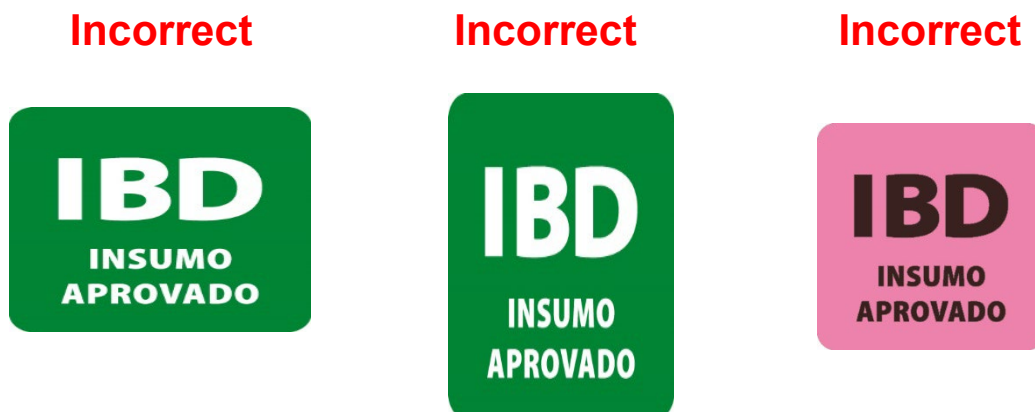 Incorrect
Incorrect
Incorrect
IBD
INSUMO
APROVADO
IBD
INSUMO
APROVADO
IBD
INSUMO
APROVADO